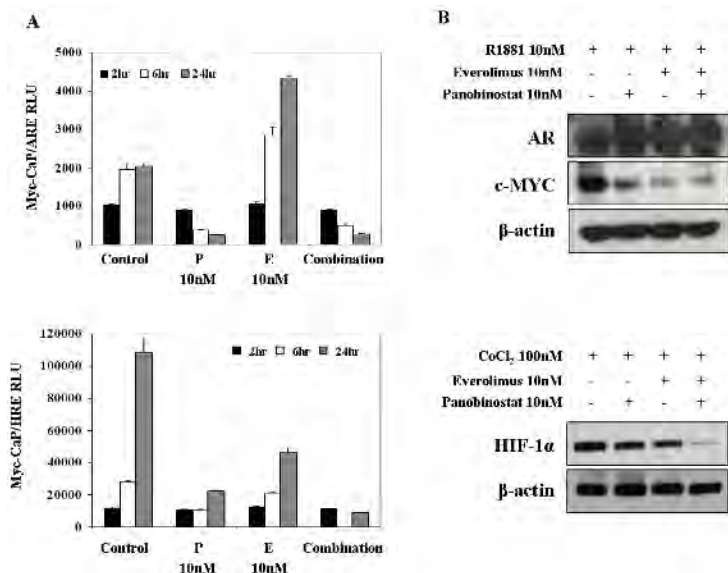 A
Myc-CaP/ARE RLU
5000
4000
3000
2000
1000
0
2hr 6hr 24hr
Control P E Combination
10nM 10nM
Myc-CaP/HRE RLU
120000
100000
80000
60000
40000
20000
0
2hr 6hr 24hr
Control P E Combination
10nM 10nM
B
R1881 10nM + + + +
Everolimus 10nM - - + +
Panobinostat 10nM - + - +
AR
c-MYC
β-actin
CoCl2 100nM + + + +
Everolimus 10nM - - + +
Panobinostat 10nM - + - +
HIF-1α
β-actin